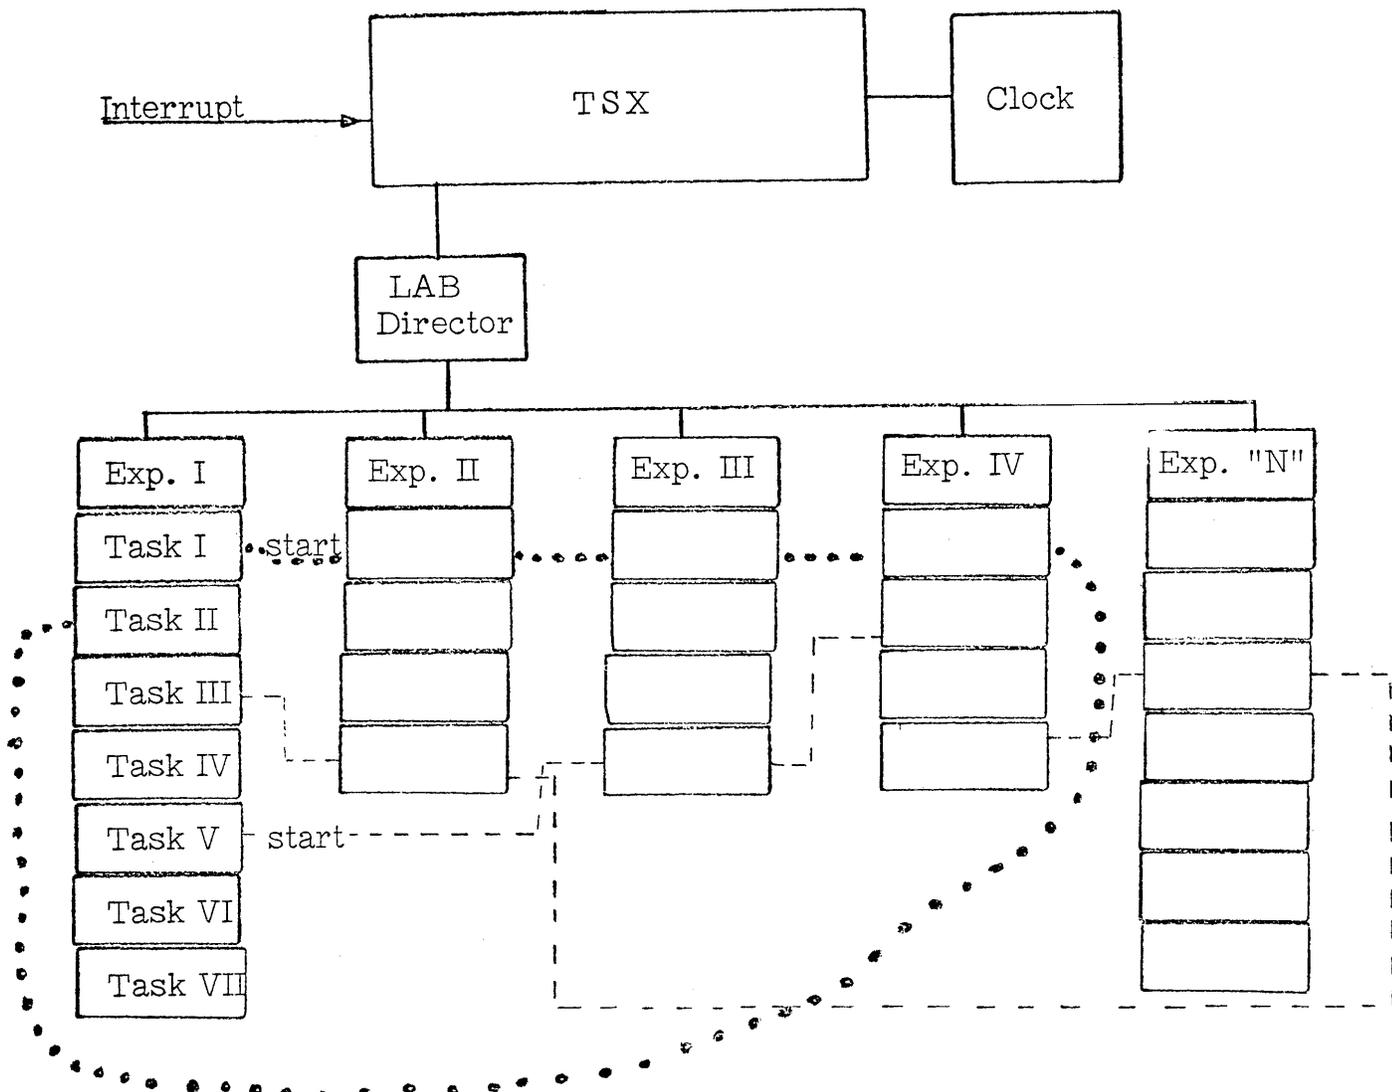 Interrupt
TSX
Clock
LAB
Director
Exp. I
Exp. II
Exp. III
Exp. IV
Exp. "N"
Task I
start
Task II
Task III
Task IV
Task V
start
Task VI
Task VII